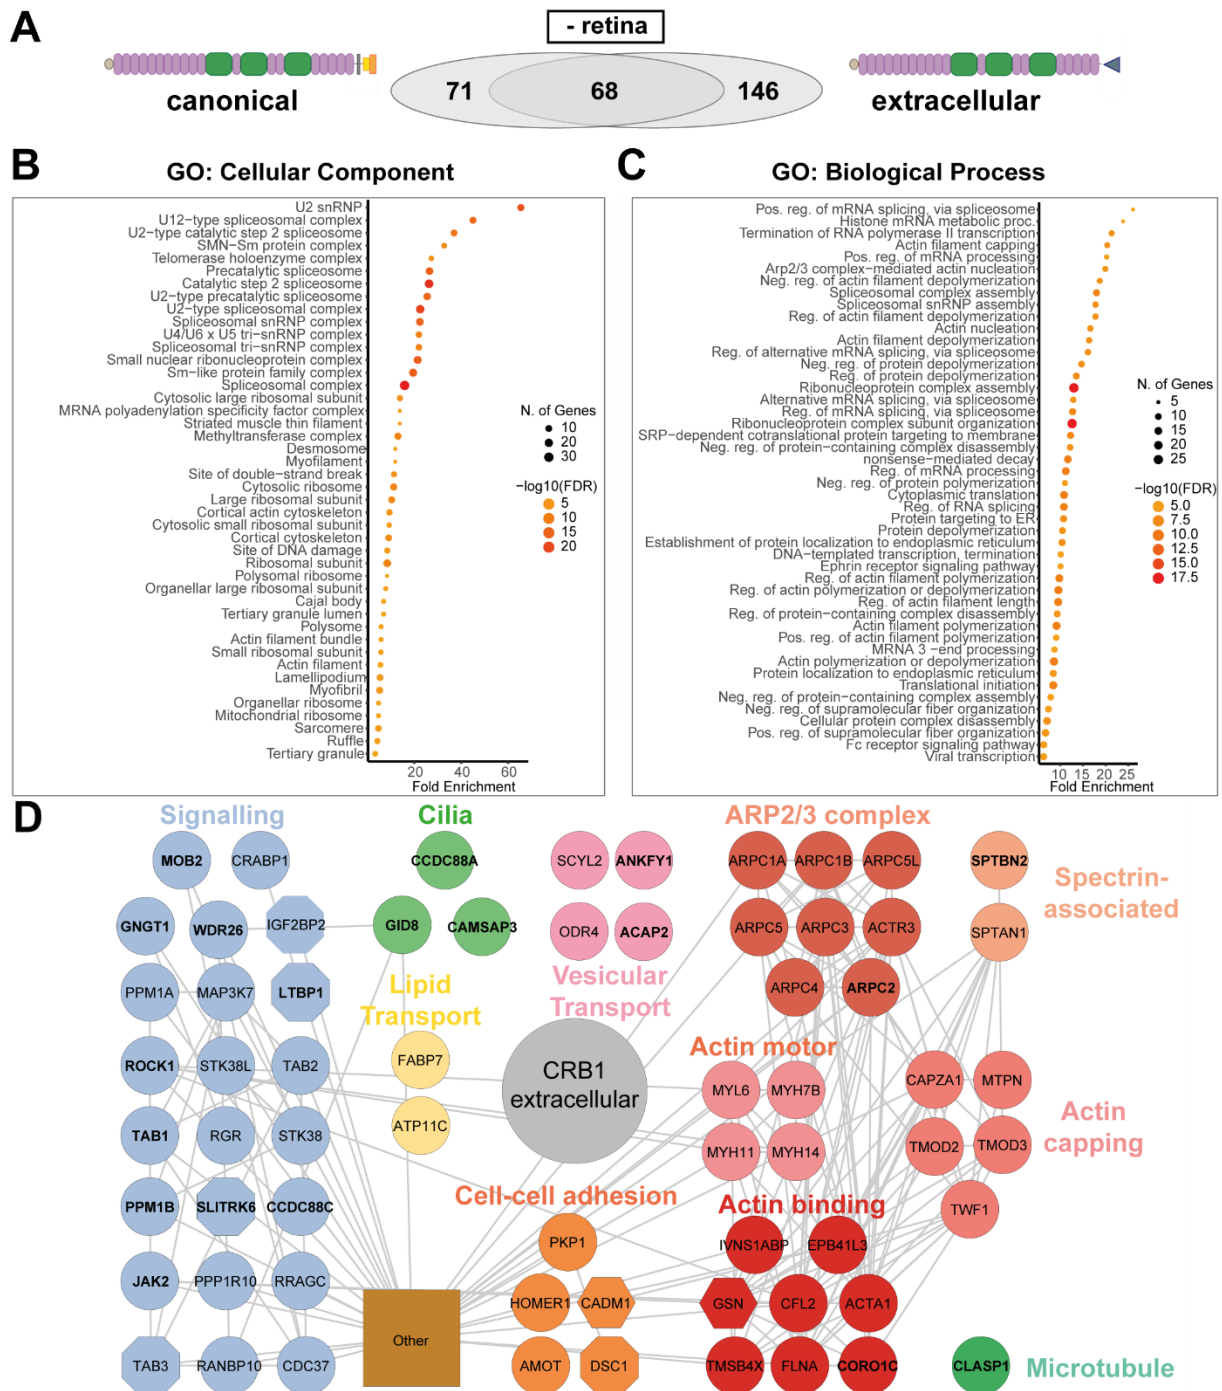 A
- retina
canonical
71
68
146
extracellular
B
GO: Cellular Component
U2 snRNP
U12-type spliceosomal complex
U2-type catalytic step 2 spliceosome
SMN-Sm protein complex
Telomerase holoenzyme complex
Precatalytic spliceosome
Catalytic step 2 spliceosome
U2-type precatalytic spliceosome
U2-type spliceosomal complex
Spliceosomal snRNP complex
U4/U6 x U5 tri-snRNP complex
Spliceosomal tri-snRNP complex
Small nuclear ribonucleoprotein complex
Sm-like protein family complex
Spliceosomal complex
Cytosolic large ribosomal subunit
MRNA polyadenylation specificity factor complex
Striated muscle thin filament
Methyltransferase complex
Desmosome
Myofilament
Site of double-strand break
Cytosolic ribosome
Large ribosomal subunit
Cortical actin cytoskeleton
Cytosolic small ribosomal subunit
Cortical cytoskeleton
Site of DNA damage
Ribosomal subunit
Polysomal ribosome
Organellar large ribosomal subunit
Cajal body
Tertiary granule lumen
Polysome
Actin filament bundle
Small ribosomal subunit
Actin filament
Lamellipodium
Myofibril
Organellar ribosome
Mitochondrial ribosome
Sarcomere
Ruffle
Tertiary granule
20 40 60
Fold Enrichment
N. of Genes
10
20
30
−log10(FDR)
5
10
15
20
C
GO: Biological Process
Pos. reg. of mRNA splicing, via spliceosome
Histone mRNA metabolic proc.
Termination of RNA polymerase II transcription
Actin filament capping
Pos. reg. of mRNA processing
Arp2/3 complex−mediated actin nucleation
Neg. reg. of actin filament depolymerization
Spliceosomal complex assembly
Spliceosomal snRNP assembly
Reg. of actin filament depolymerization
Actin nucleation
Actin filament depolymerization
Reg. of alternative mRNA splicing, via spliceosome
Neg. reg. of protein depolymerization
Reg. of protein depolymerization
Ribonucleoprotein complex assembly
Alternative mRNA splicing, via spliceosome
Reg. of mRNA splicing, via spliceosome
Ribonucleoprotein complex subunit organization
SRP−dependent cotranslational protein targeting to membrane
Neg. reg. of protein−containing complex disassembly
nonsense−mediated decay
Reg. of mRNA processing
Neg. reg. of protein polymerization
Cytoplasmic translation
Reg. of RNA splicing
Protein targeting to ER
Protein depolymerization
Establishment of protein localization to endoplasmic reticulum
DNA−templated transcription, termination
Ephrin receptor signaling pathway
Reg. of actin filament polymerization
Reg. of actin polymerization or depolymerization
Reg. of actin filament length
Reg. of protein−containing complex disassembly
Actin filament polymerization
Pos. reg. of actin filament polymerization
MRNA 3 −end processing
Actin polymerization or depolymerization
Protein localization to endoplasmic reticulum
Translational initiation
Neg. reg. of protein−containing complex assembly
Neg. reg. of supramolecular fiber organization
Cellular protein complex disassembly
Pos. reg. of supramolecular fiber organization
Fc receptor signaling pathway
Viral transcription
10 15 20 25
Fold Enrichment
N. of Genes
5
10
15
20
25
−log10(FDR)
5.0
7.5
10.0
12.5
15.0
17.5
D
Signalling
MOB2 CRABP1
GNGT1 WDR26 IGF2BP2
PPM1A MAP3K7 LTBP1
ROCK1 STK38L TAB2
TAB1 RGR STK38
PPM1B SLITRK6 CCDC88C
JAK2 PPP1R10 RRAGC
TAB3 RANBP10 CDC37
Cilia
CCDC88A
GID8 CAMSAP3
Lipid
Transport
FABP7
ATP11C
Other
SCYL2 ANKFY1
ODR4 ACAP2
Vesicular
Transport
CRB1
extracellular
Cell-cell adhesion
PKP1
HOMER1 CADM1
AMOT DSC1
ARP2/3 complex
ARPC1A ARPC1B ARPC5L
ARPC5 ARPC3 ACTR3
ARPC4 ARPC2
Actin motor
MYL6 MYH7B
MYH11 MYH14
Actin binding
IVNS1ABP EPB41L3
GSN CFL2 ACTA1
TMSB4X FLNA CORO1C
SPTBN2
SPTAN1
Spectrin-
associated
CAPZA1 MTPN
TMOD2 TMOD3
TWF1
Actin
capping
CLASP1
Microtubule